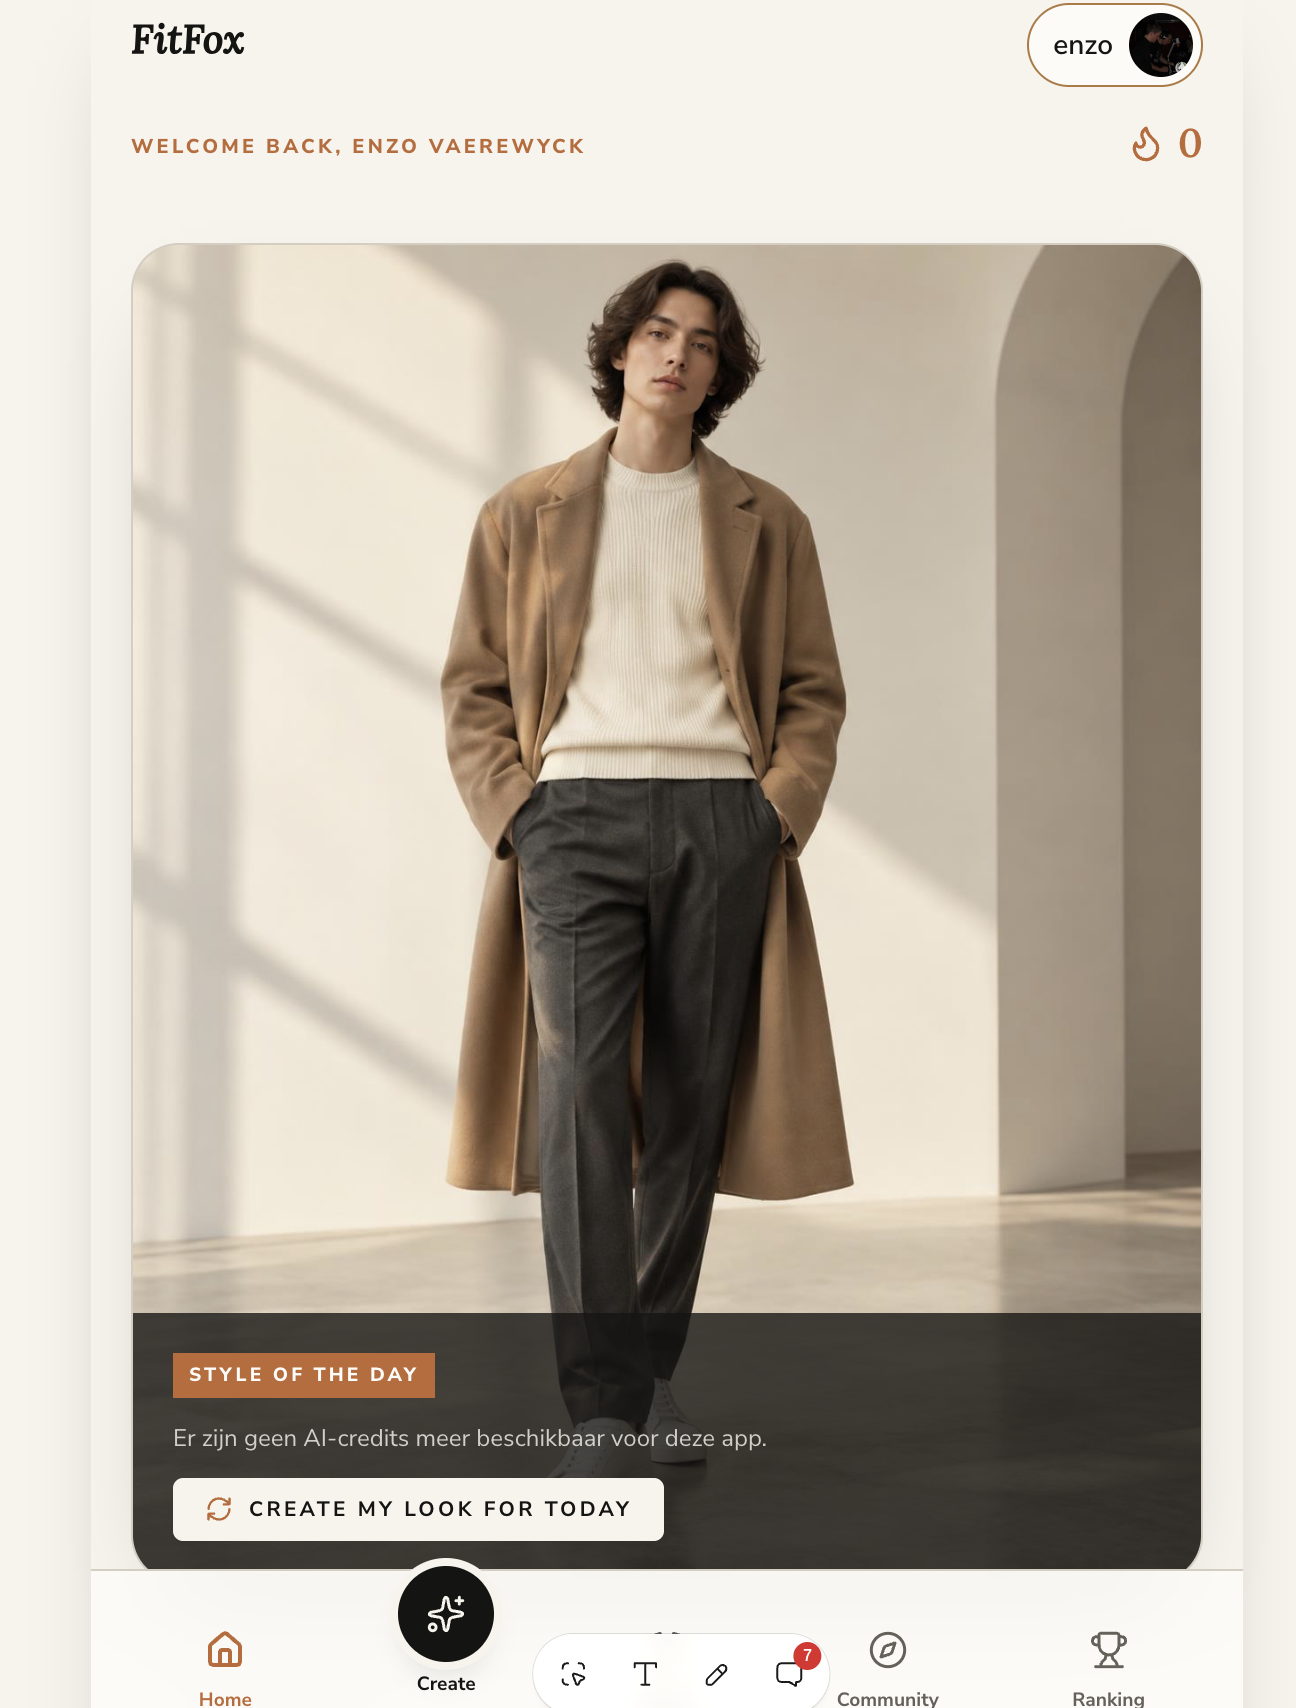 FitFox
enzo
WELCOME BACK, ENZO VAEREWYCK
0
STYLE OF THE DAY
Er zijn geen AI-credits meer beschikbaar voor deze app.
CREATE MY LOOK FOR TODAY
7
Create
Home
Community
Ranking